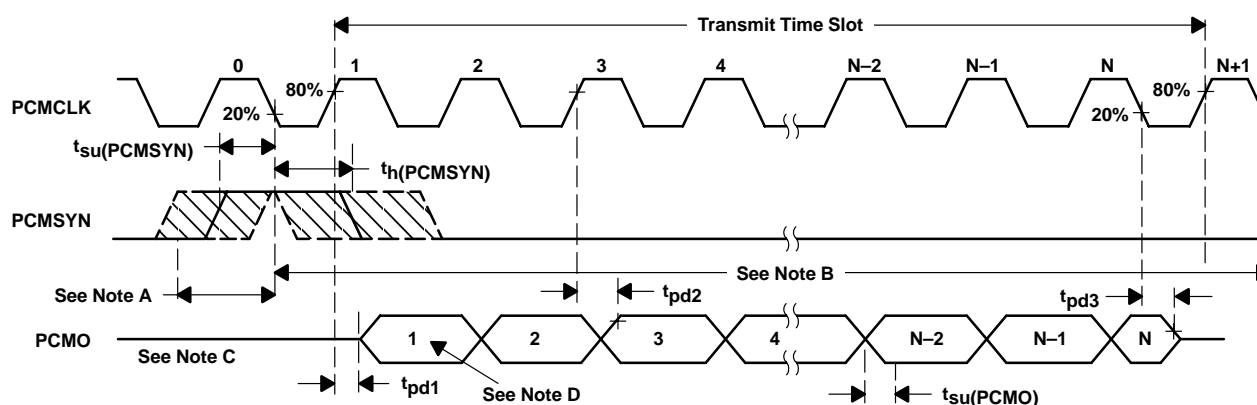 Transmit Time Slot
0 1 2 3 4 N–2 N–1 N N+1
80% 80%
PCMCLK
20% 20%
tsu(PCMSYN)
th(PCMSYN)
PCMSYN
See Note B
See Note A
tpd2
tpd3
PCMO
1 2 3 4 N–2 N–1 N
See Note C
tpd1
See Note D
tsu(PCMO)